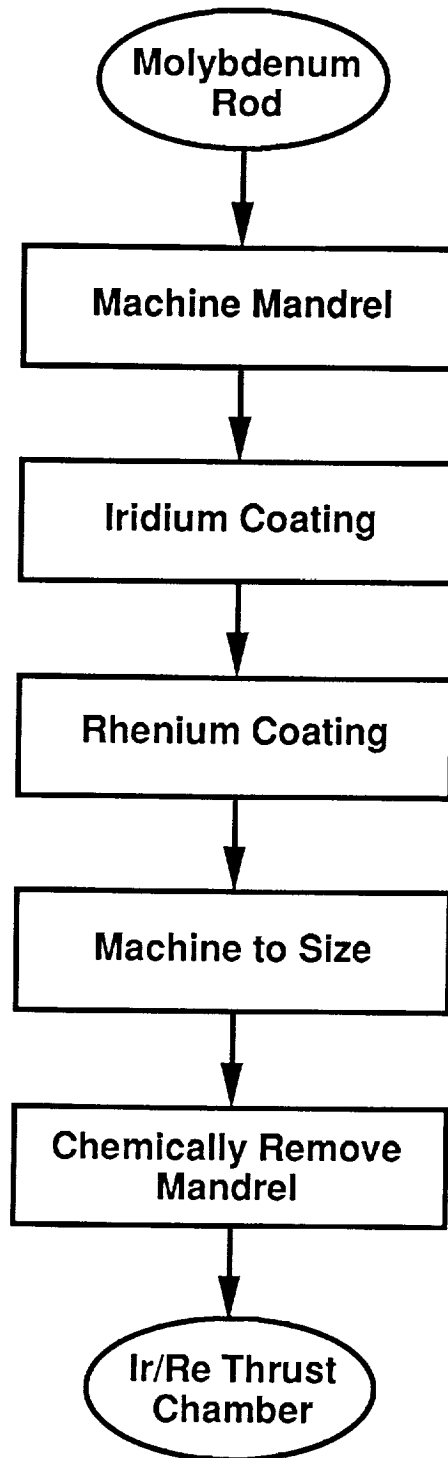 Molybdenum
Rod
Machine Mandrel
Iridium Coating
Rhenium Coating
Machine to Size
Chemically Remove
Mandrel
Ir/Re Thrust
Chamber